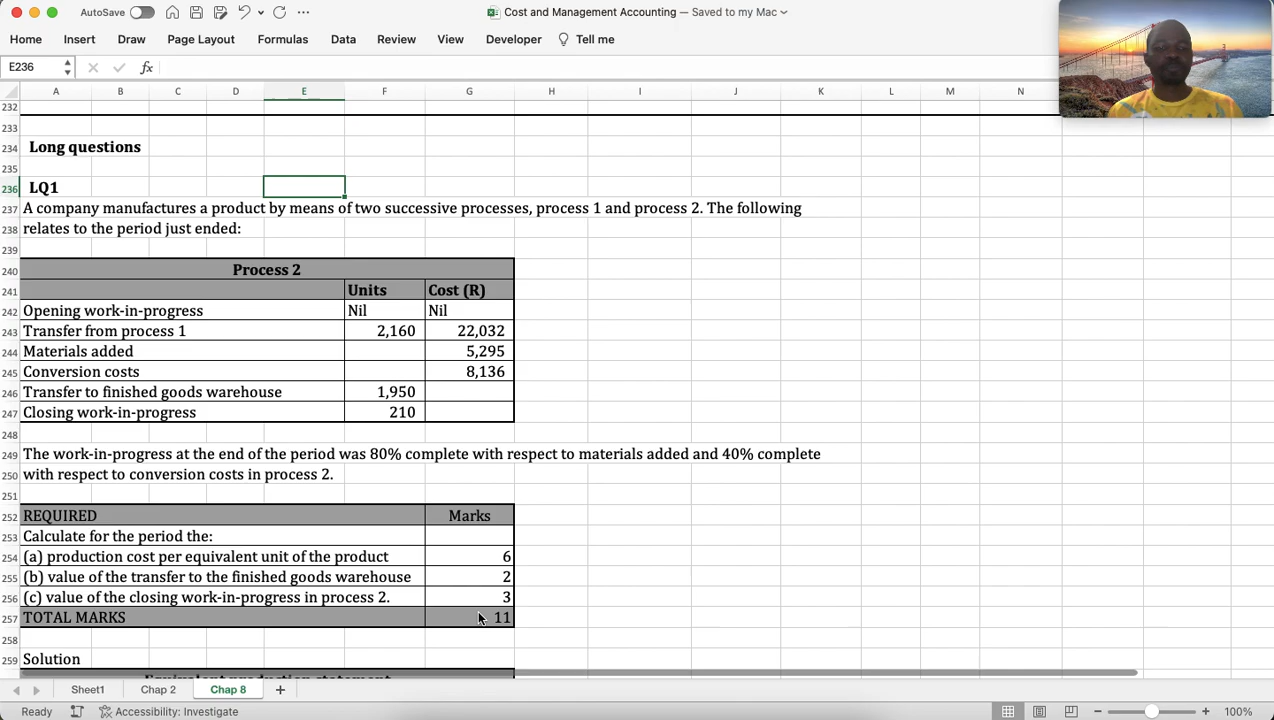 AutoSave
Cost and Management Accounting — Saved to my Mac
Home Insert Draw Page Layout Formulas Data Review View Developer Tell me
E236 fx
A B C D E F G H I J K L M N
232
233
234 Long questions
235
236 LQ1
237 A company manufactures a product by means of two successive processes, process 1 and process 2. The following
238 relates to the period just ended:
239
240 Process 2
241 Units Cost (R)
242 Opening work-in-progress Nil Nil
243 Transfer from process 1 2,160 22,032
244 Materials added 5,295
245 Conversion costs 8,136
246 Transfer to finished goods warehouse 1,950
247 Closing work-in-progress 210
248
249 The work-in-progress at the end of the period was 80% complete with respect to materials added and 40% complete
250 with respect to conversion costs in process 2.
251
252 REQUIRED Marks
253 Calculate for the period the:
254 (a) production cost per equivalent unit of the product 6
255 (b) value of the transfer to the finished goods warehouse 2
256 (c) value of the closing work-in-progress in process 2. 3
257 TOTAL MARKS 11
258
259 Solution
Equivalent production statement
Sheet1 Chap 2 Chap 8 +
Ready Accessibility: Investigate 100%